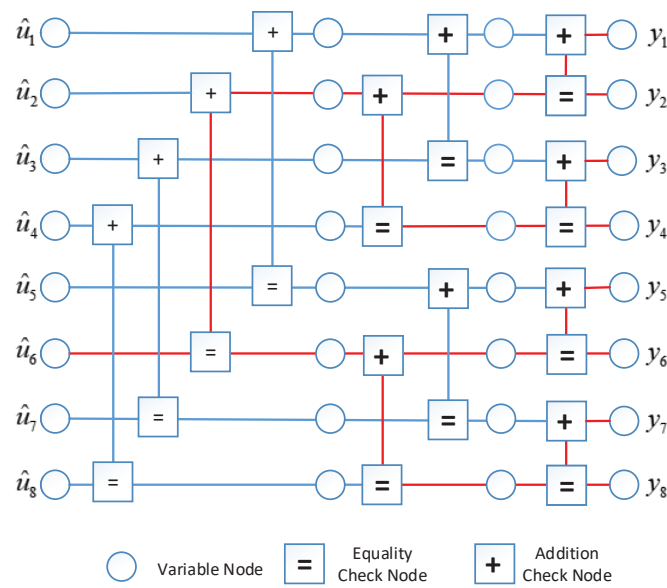 û₁ + + + y₁
û₂ + + = y₂
û₃ + = + y₃
û₄ + = = y₄
û₅ = + + y₅
û₆ = + = y₆
û₇ = = + y₇
û₈ = = = y₈
Variable Node = Equality Check Node + Addition Check Node